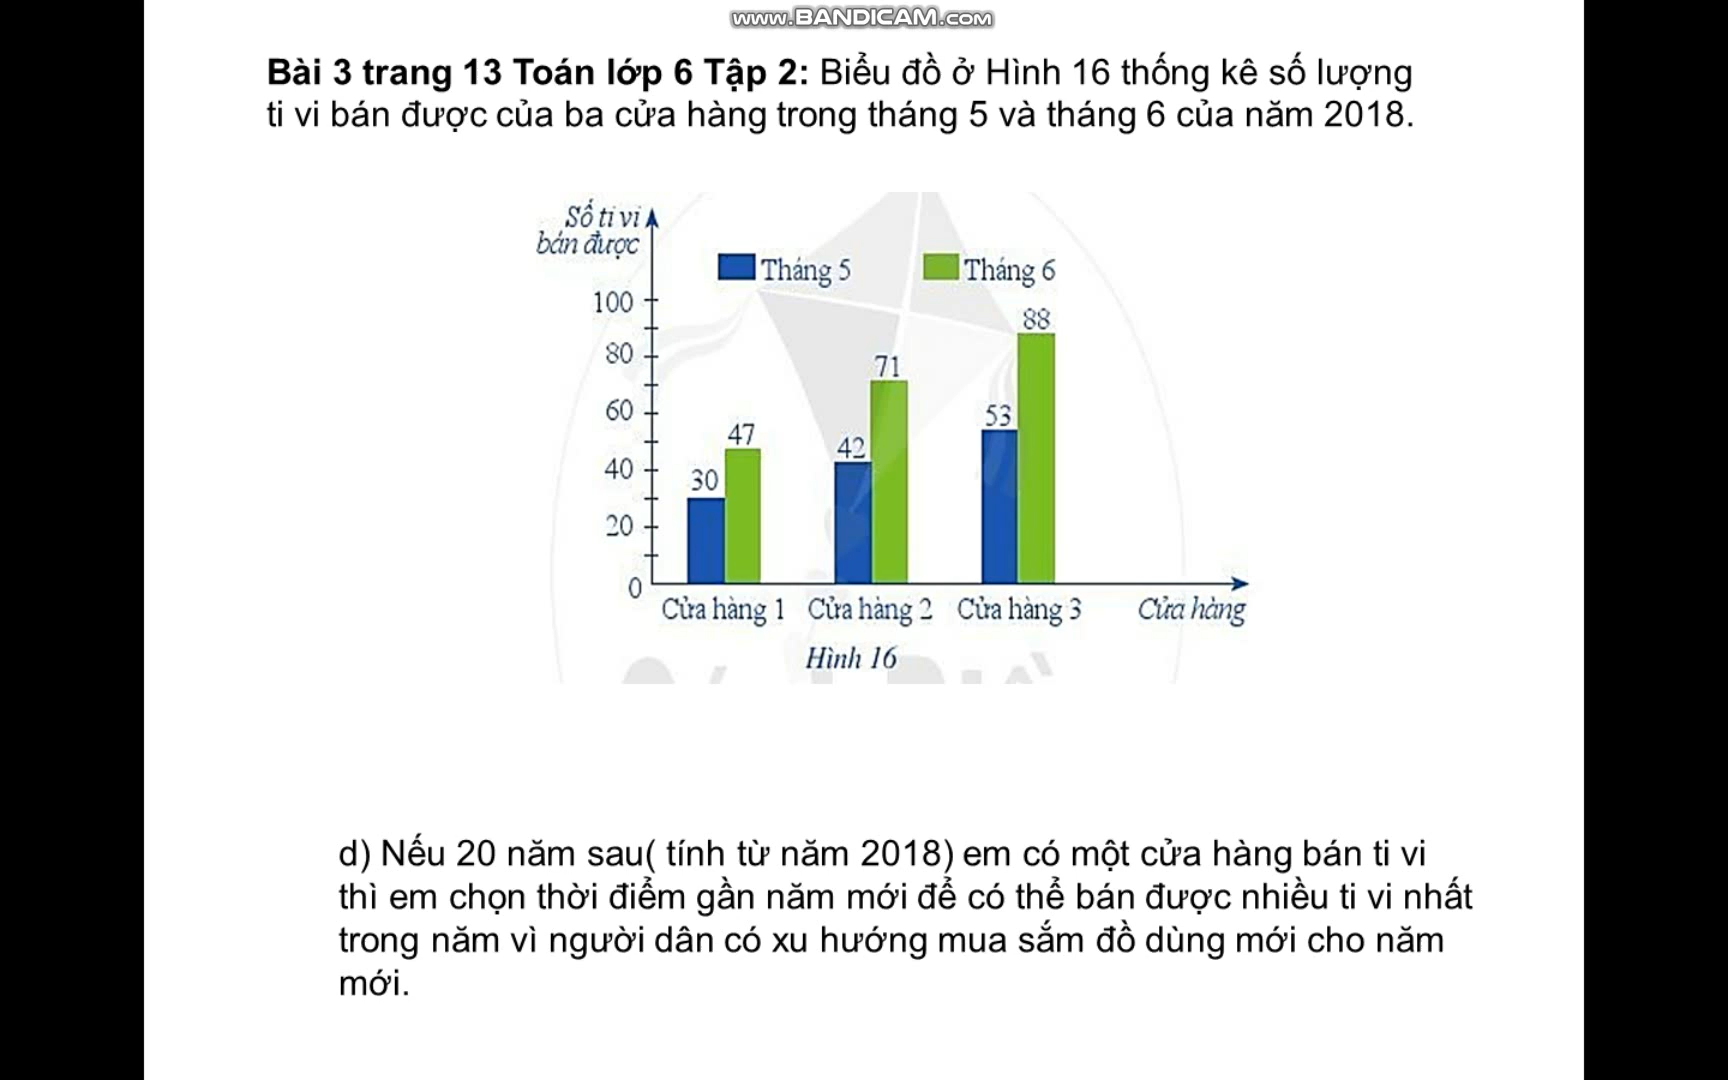 www.BANDICAM.com
Bài 3 trang 13 Toán lớp 6 Tập 2: Biểu đồ ở Hình 16 thống kê số lượng
ti vi bán được của ba cửa hàng trong tháng 5 và tháng 6 của năm 2018.
Số ti vi
bán được
Tháng 5
Tháng 6
100
80
60
40
20
0
30
47
42
71
53
88
Cửa hàng 1
Cửa hàng 2
Cửa hàng 3
Cửa hàng
Hình 16
d) Nếu 20 năm sau( tính từ năm 2018) em có một cửa hàng bán ti vi
thì em chọn thời điểm gần năm mới để có thể bán được nhiều ti vi nhất
trong năm vì người dân có xu hướng mua sắm đồ dùng mới cho năm
mới.